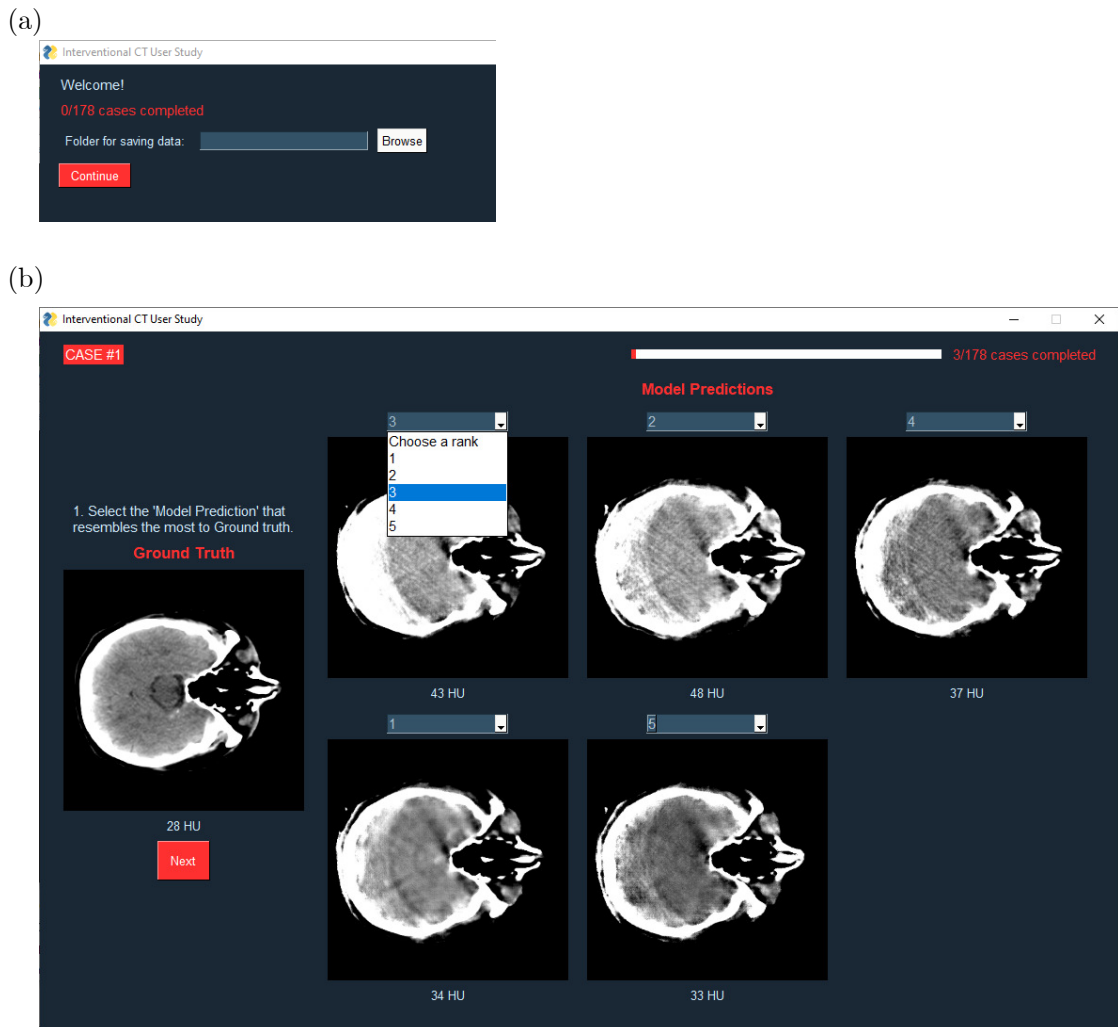 (a)
Interventional CT User Study
Welcome!
0/178 cases completed
Folder for saving data:
Browse
Continue
(b)
Interventional CT User Study
CASE #1
3/178 cases completed
Model Predictions
3
2
4
Choose a rank
1
2
3
4
5
1. Select the 'Model Prediction' that
resembles the most to Ground truth.
Ground Truth
43 HU
48 HU
37 HU
1
5
28 HU
Next
34 HU
33 HU